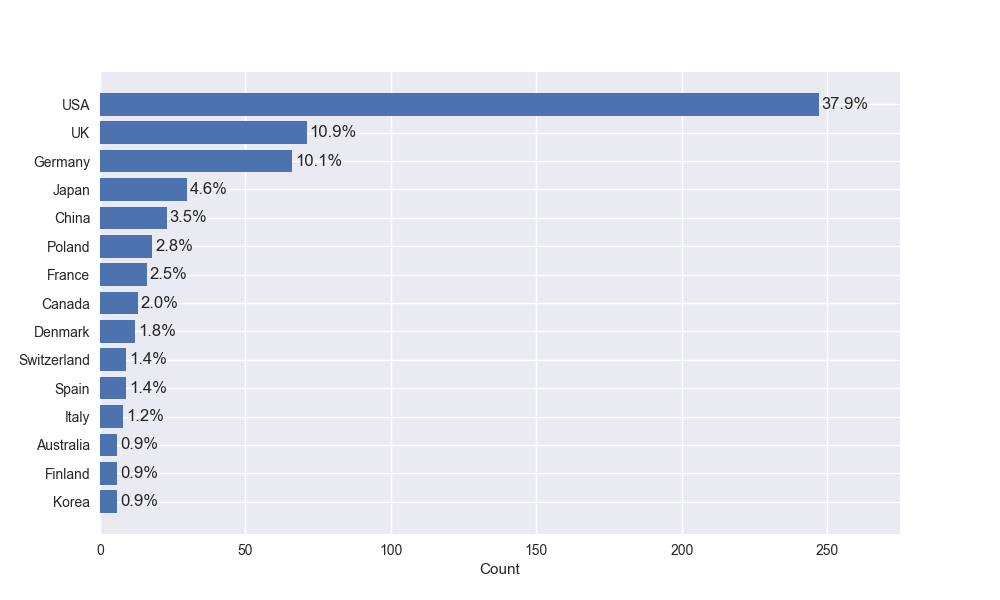 USA 37.9%
UK 10.9%
Germany 10.1%
Japan 4.6%
China 3.5%
Poland 2.8%
France 2.5%
Canada 2.0%
Denmark 1.8%
Switzerland 1.4%
Spain 1.4%
Italy 1.2%
Australia 0.9%
Finland 0.9%
Korea 0.9%
0 50 100 150 200 250
Count